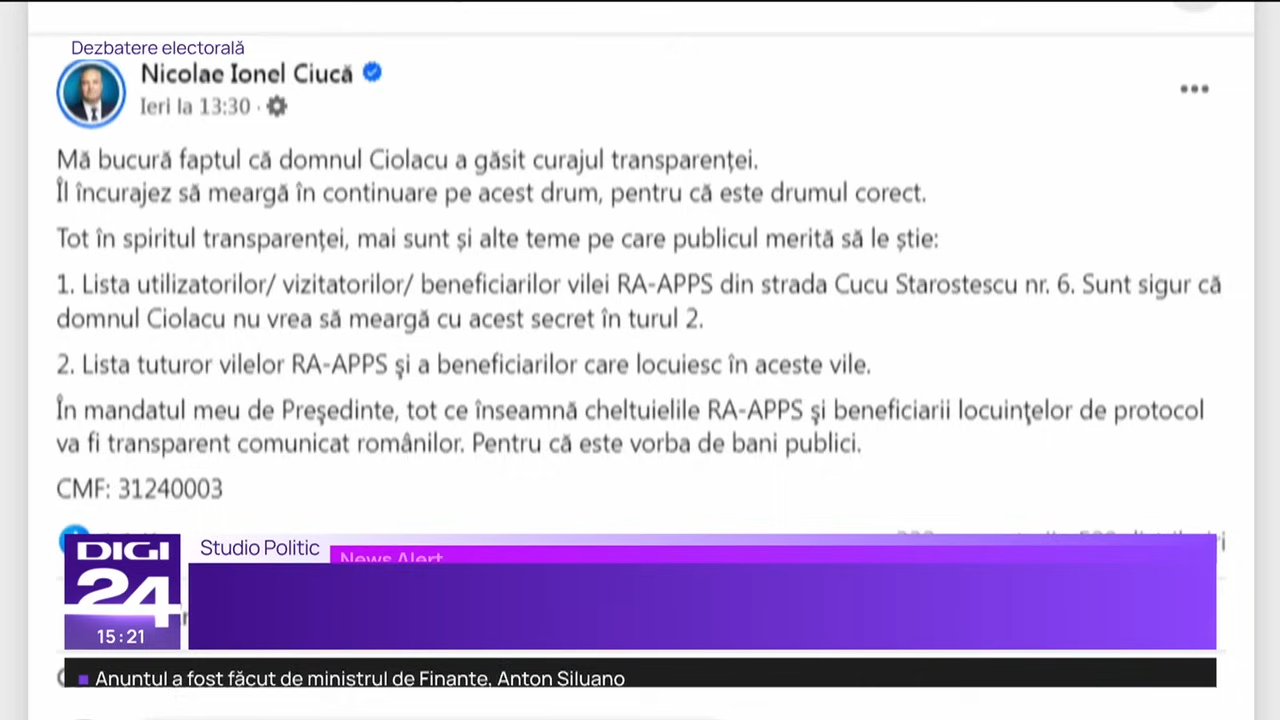 Dezbatere electorală
Nicolae Ionel Ciucă
Ieri la 13:30 ·
Mă bucură faptul că domnul Ciolacu a găsit curajul transparenței.
Îl încurajez să meargă în continuare pe acest drum, pentru că este drumul corect.
Tot în spiritul transparenței, mai sunt și alte teme pe care publicul merită să le știe:
1. Lista utilizatorilor/ vizitatorilor/ beneficiarilor vilei RA-APPS din strada Cucu Starostescu nr. 6. Sunt sigur că
domnul Ciolacu nu vrea să meargă cu acest secret în turul 2.
2. Lista tuturor vilelor RA-APPS şi a beneficiarilor care locuiesc în aceste vile.
În mandatul meu de Preşedinte, tot ce înseamnă cheltuielile RA-APPS şi beneficiarii locuinţelor de protocol
va fi transparent comunicat românilor. Pentru că este vorba de bani publici.
CMF: 31240003
DIGI
24
15:21
Studio Politic
News Alert
Anunțul a fost făcut de ministrul de Finanțe, Anton Siluano